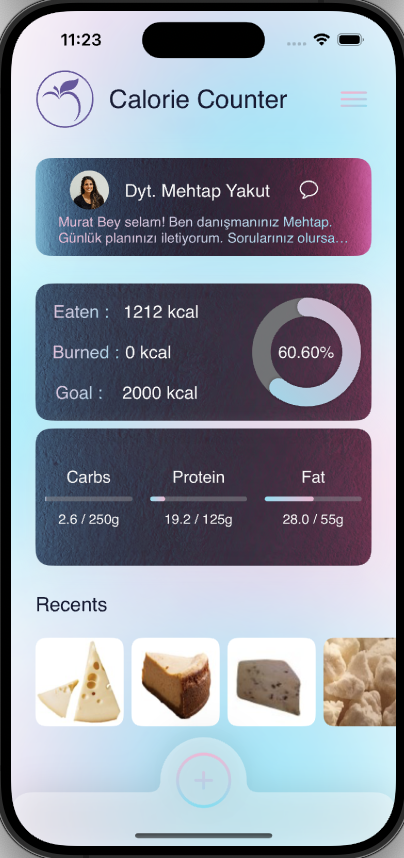 11:23
Calorie Counter
Dyt. Mehtap Yakut
Murat Bey selam! Ben danışmanınız Mehtap.
Günlük planınızı iletiyorum. Sorularınız olursa...
Eaten : 1212 kcal
Burned : 0 kcal
60.60%
Goal : 2000 kcal
Carbs Protein Fat
2.6 / 250g 19.2 / 125g 28.0 / 55g
Recents